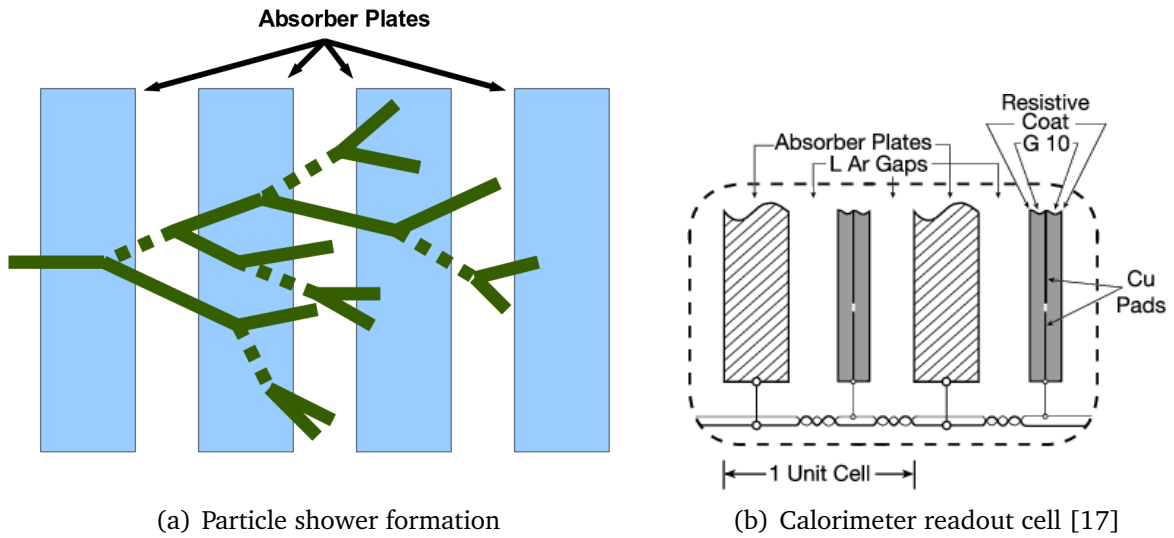 Absorber Plates
Resistive
Coat
G 10
Absorber Plates
L Ar Gaps
Cu
Pads
1 Unit Cell
(a) Particle shower formation
(b) Calorimeter readout cell [17]